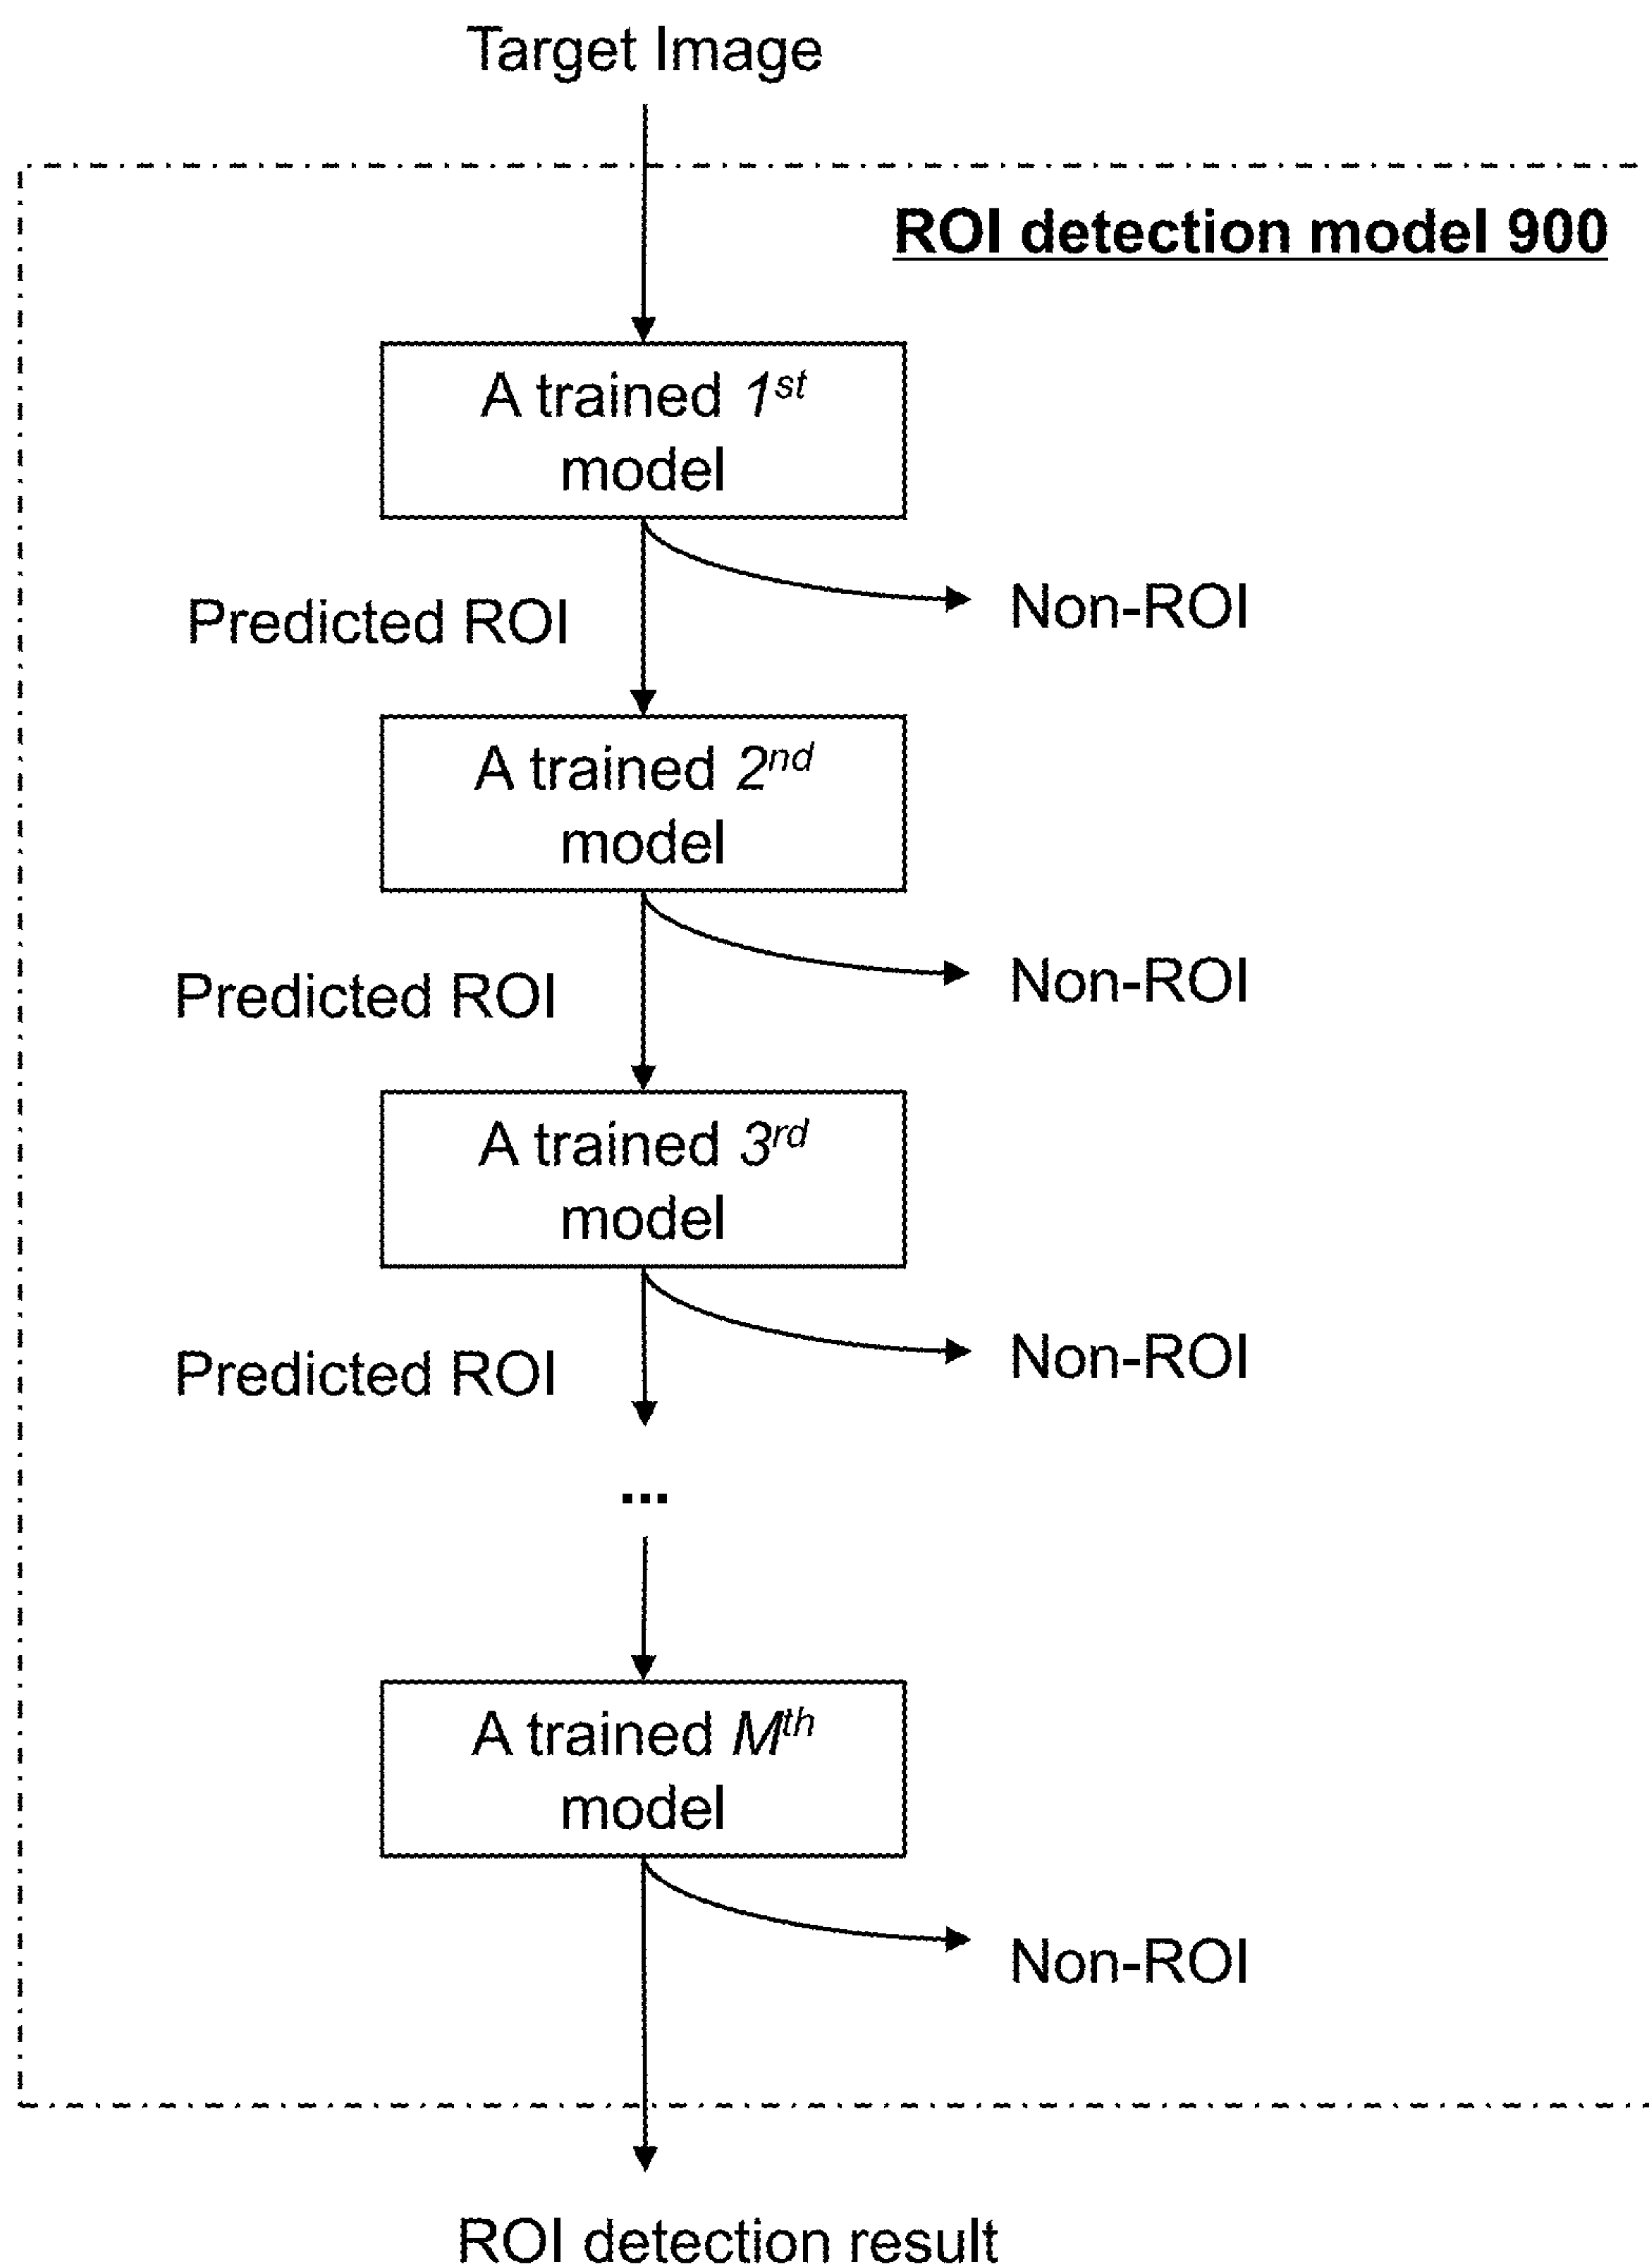 Target Image
ROI detection model 900
A trained 1st
model
Non-ROI
Predicted ROI
A trained 2nd
model
Non-ROI
Predicted ROI
A trained 3rd
model
Non-ROI
Predicted ROI
...
A trained Mth
model
Non-ROI
ROI detection result